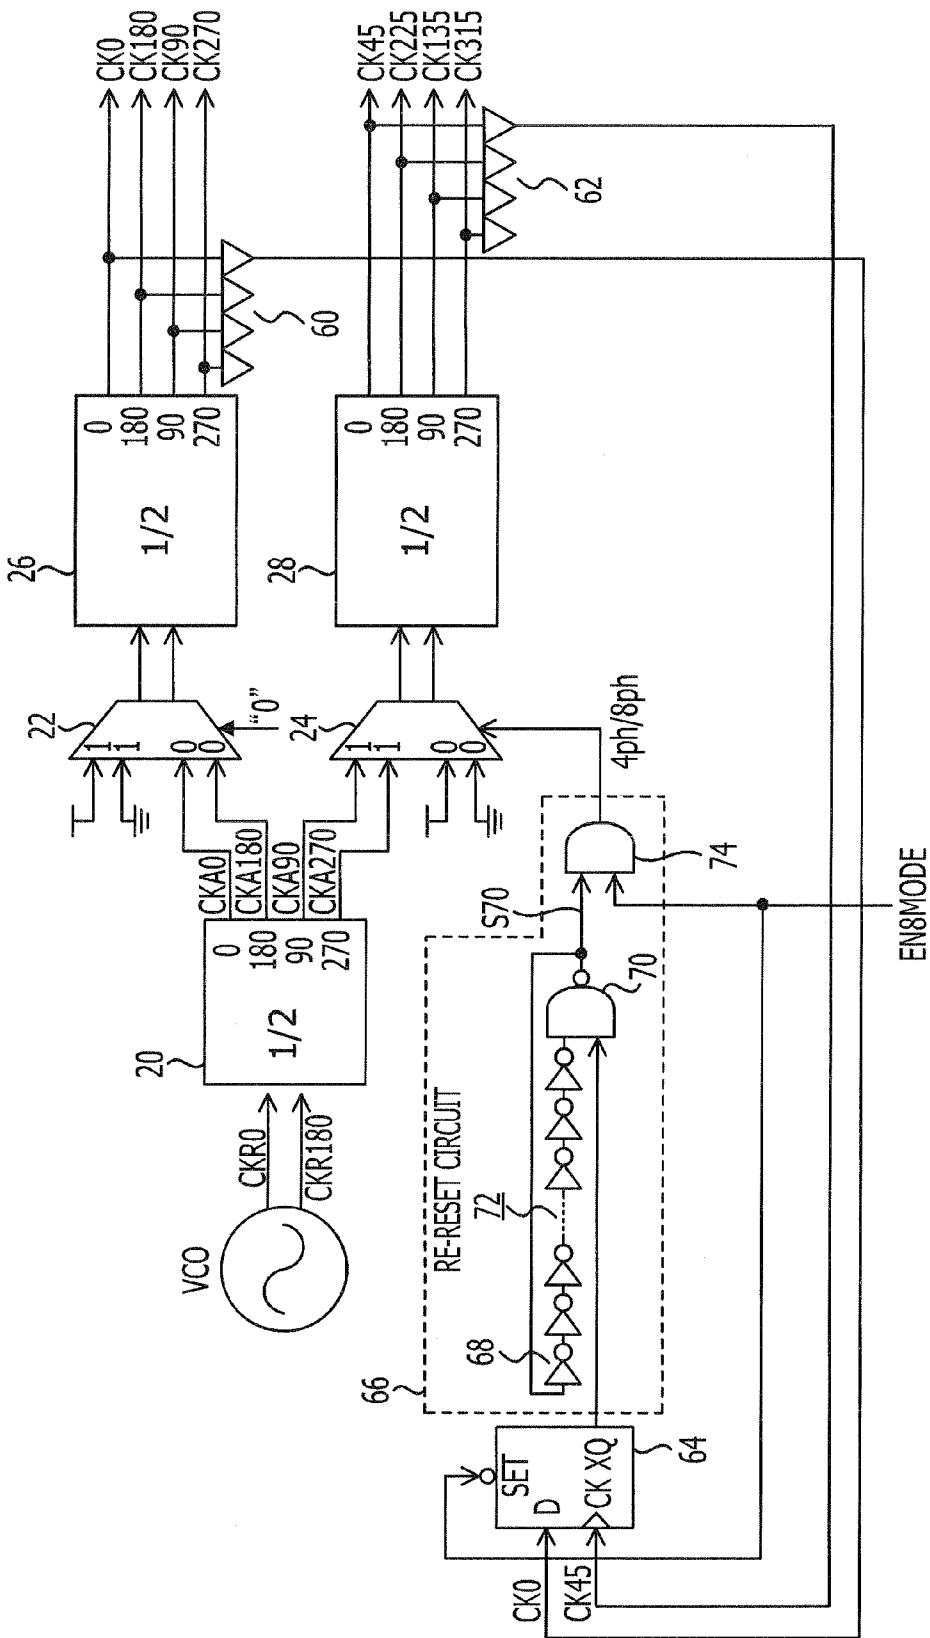 VCO
CKR0
CKR180
20
1/2
0
180
90
270
CKA0
CKA180
CKA90
CKA270
22
1
1
0
0
"0"
24
1
1
0
0
4ph/8ph
26
1/2
0
180
90
270
28
1/2
0
180
90
270
CK0
CK180
CK90
CK270
60
CK45
CK225
CK135
CK315
62
66
RE-RESET CIRCUIT
68
72
70
S70
74
SET
D
CK XQ
64
CK0
CK45
EN8MODE